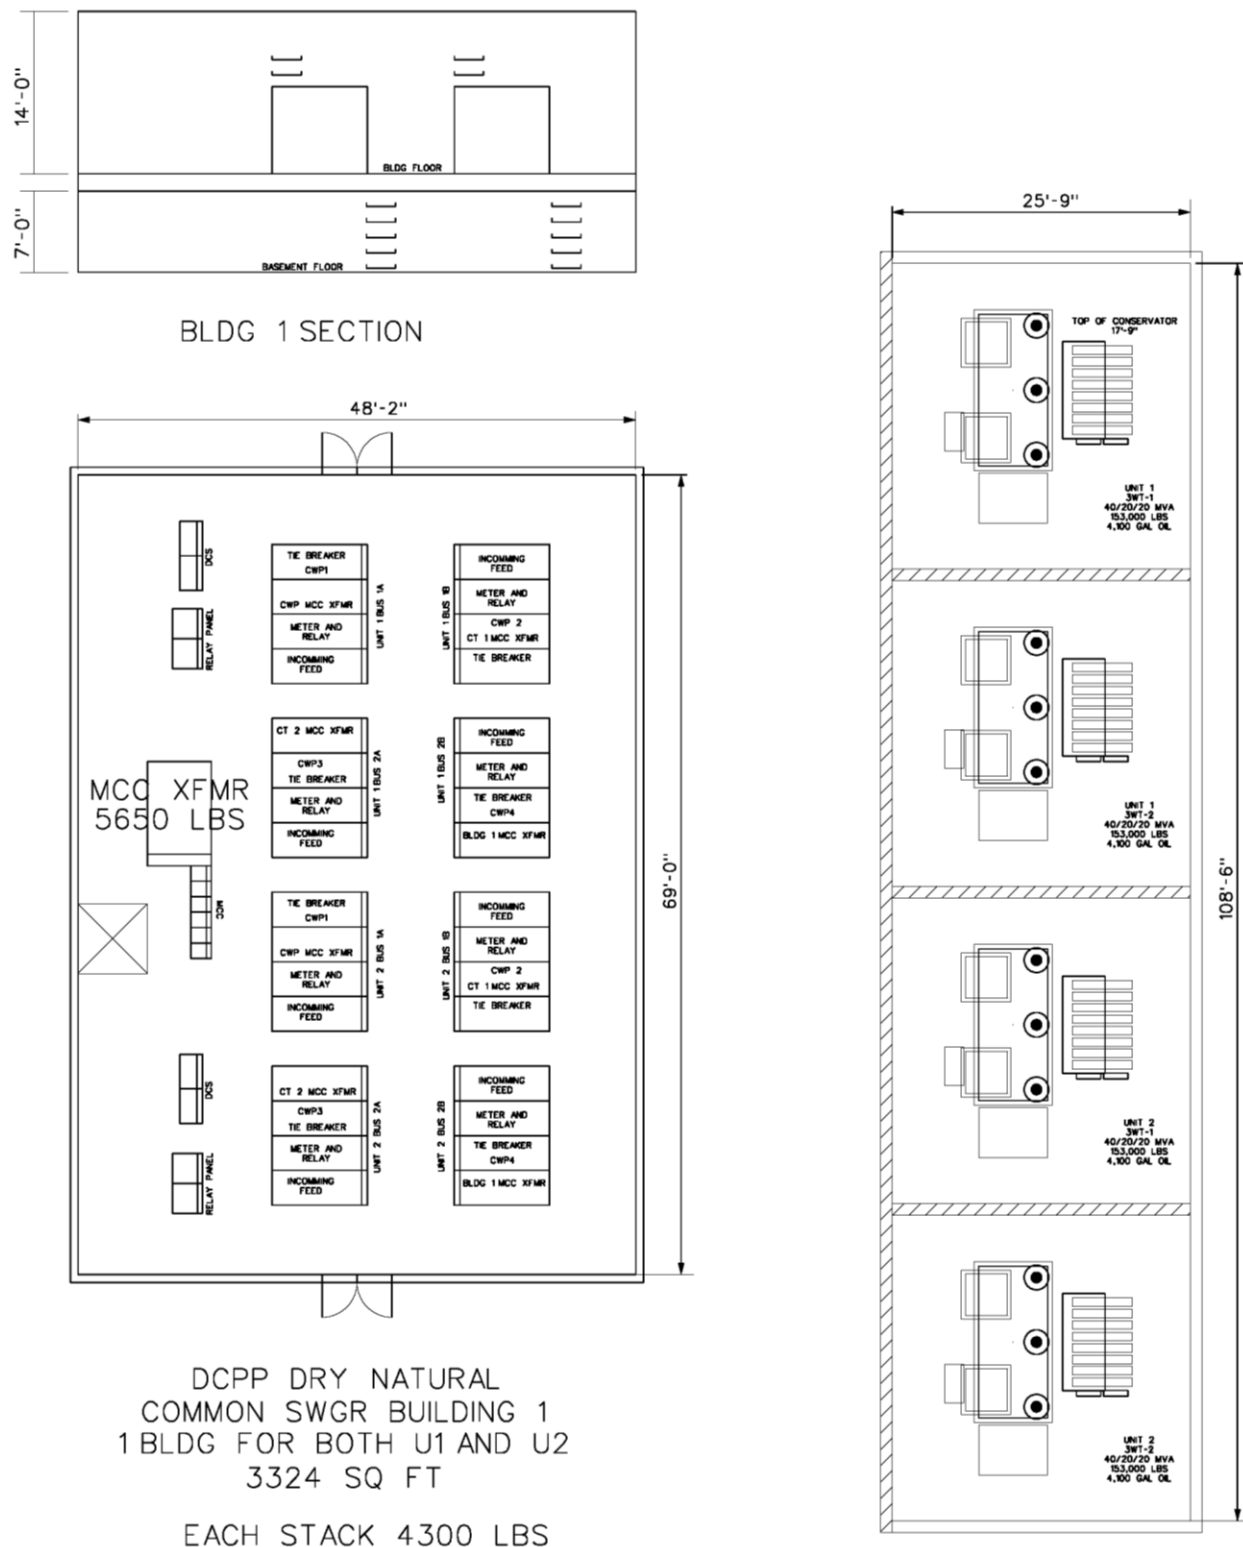 14'-0"
BLDG FLOOR
7'-0"
BASEMENT FLOOR
BLDG 1 SECTION
48'-2"
DCS
RELAY PANEL
MCC XFMR
5650 LBS
MCC
DCS
RELAY PANEL
TIE BREAKER
CWP1
CWP MCC XFMR
METER AND
RELAY
INCOMMING
FEED
UNIT 1 BUS 1A
UNIT 1 BUS 1B
INCOMMING
FEED
METER AND
RELAY
CWP 2
CT 1 MCC XFMR
TIE BREAKER
CT 2 MCC XFMR
CWP3
TIE BREAKER
METER AND
RELAY
INCOMMING
FEED
UNIT 1 BUS 2A
UNIT 1 BUS 2B
INCOMMING
FEED
METER AND
RELAY
TIE BREAKER
CWP4
BLDG 1 MCC XFMR
TIE BREAKER
CWP1
CWP MCC XFMR
METER AND
RELAY
INCOMMING
FEED
UNIT 2 BUS 1A
UNIT 2 BUS 1B
INCOMMING
FEED
METER AND
RELAY
CWP 2
CT 1 MCC XFMR
TIE BREAKER
CT 2 MCC XFMR
CWP3
TIE BREAKER
METER AND
RELAY
INCOMMING
FEED
UNIT 2 BUS 2A
UNIT 2 BUS 2B
INCOMMING
FEED
METER AND
RELAY
TIE BREAKER
CWP4
BLDG 1 MCC XFMR
69'-0"
DCPP DRY NATURAL
COMMON SWGR BUILDING 1
1 BLDG FOR BOTH U1 AND U2
3324 SQ FT
EACH STACK 4300 LBS
25'-9"
TOP OF CONSERVATOR
17'-9"
UNIT 1
3WT-1
40/20/20 MVA
153,000 LBS
4,100 GAL OIL
UNIT 1
3WT-2
40/20/20 MVA
153,000 LBS
4,100 GAL OIL
108'-6"
UNIT 2
3WT-1
40/20/20 MVA
153,000 LBS
4,100 GAL OIL
UNIT 2
3WT-2
40/20/20 MVA
153,000 LBS
4,100 GAL OIL